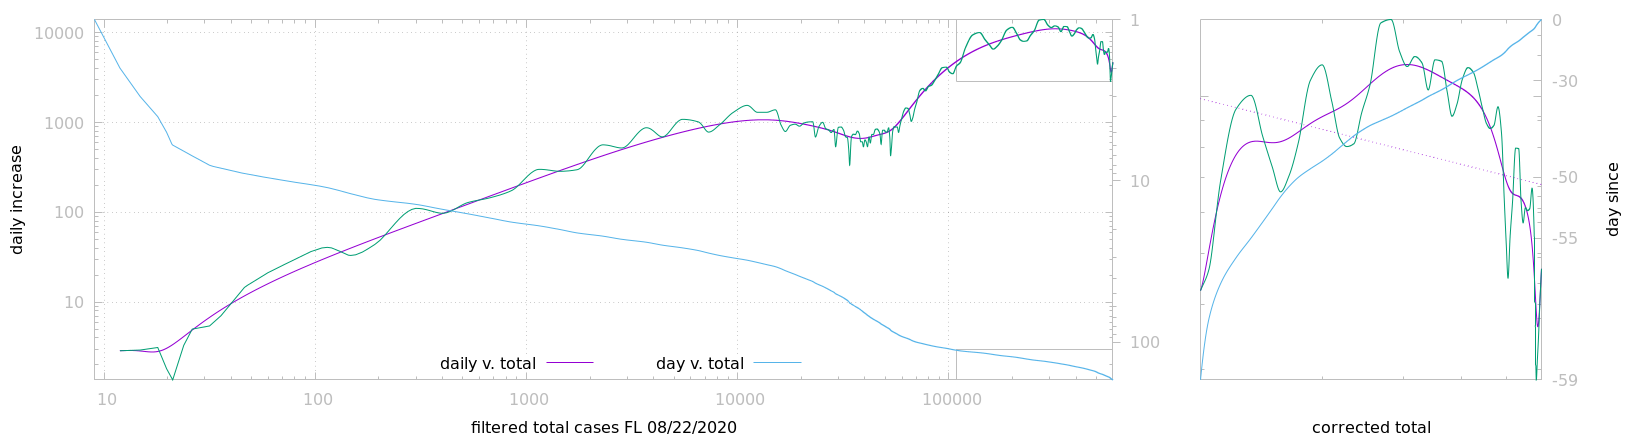 10000
1000
100
10
daily increase
10
100
1000
10000
100000
filtered total cases FL 08/22/2020
daily v. total
day v. total
1
10
100
0
-30
-50
-55
-59
day since
corrected total